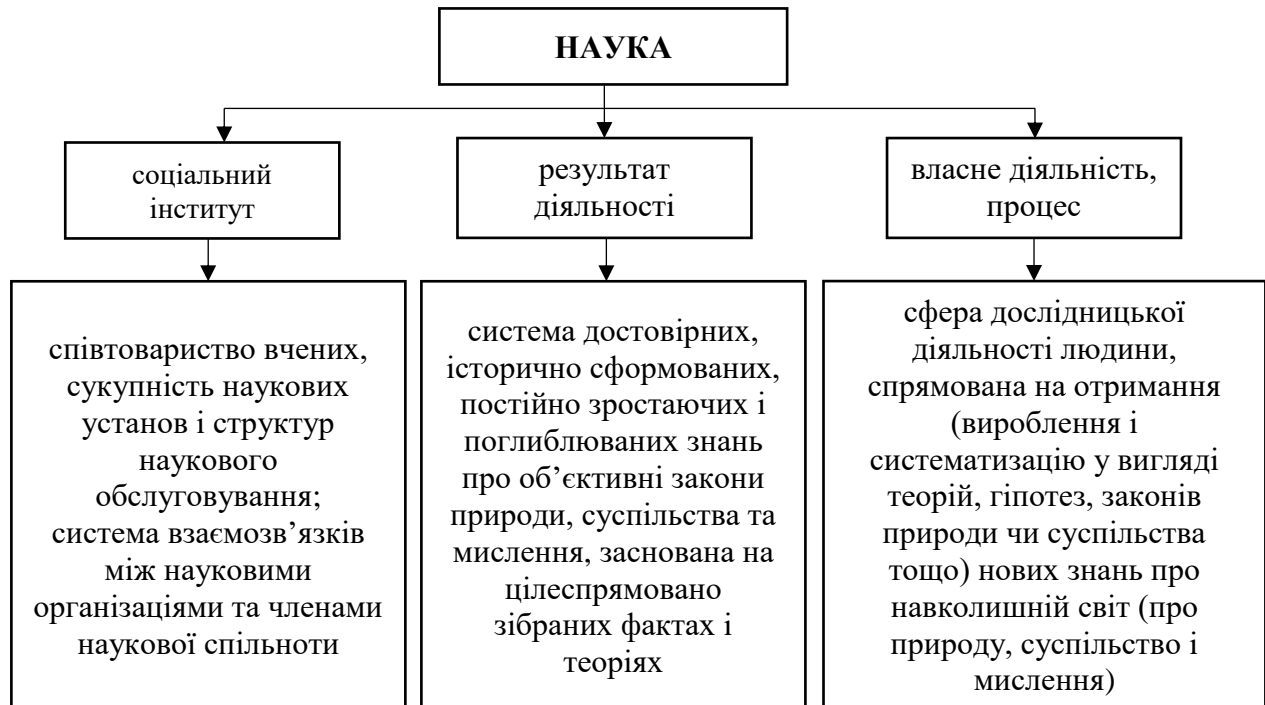 НАУКА
соціальний
інститут
результат
діяльності
власне діяльність,
процес
співтовариство вчених,
сукупність наукових
установ і структур
наукового
обслуговування;
система взаємозв’язків
між науковими
організаціями та членами
наукової спільноти
система достовірних,
історично сформованих,
постійно зростаючих і
поглиблюваних знань
про об’єктивні закони
природи, суспільства та
мислення, заснована на
цілеспрямовано
зібраних фактах і
теоріях
сфера дослідницької
діяльності людини,
спрямована на отримання
(вироблення і
систематизацію у вигляді
теорій, гіпотез, законів
природи чи суспільства
тощо) нових знань про
навколишній світ (про
природу, суспільство і
мислення)